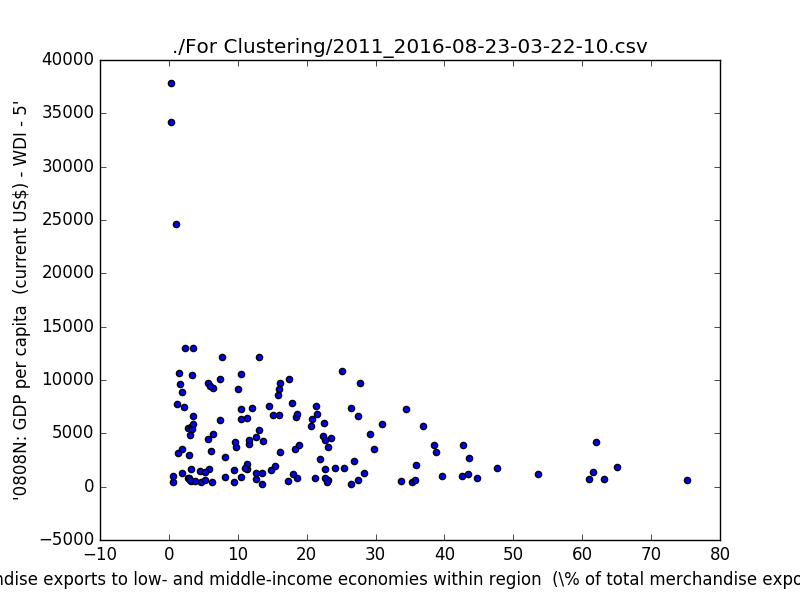 ./For Clustering/2011_2016-08-23-03-22-10.csv
40000
35000
30000
25000
20000
15000
10000
5000
0
−5000
'0808N: GDP per capita (current US$) - WDI - 5'
−10 0 10 20 30 40 50 60 70 80
exports to low- and middle-income economies within region (\% of total merchandise